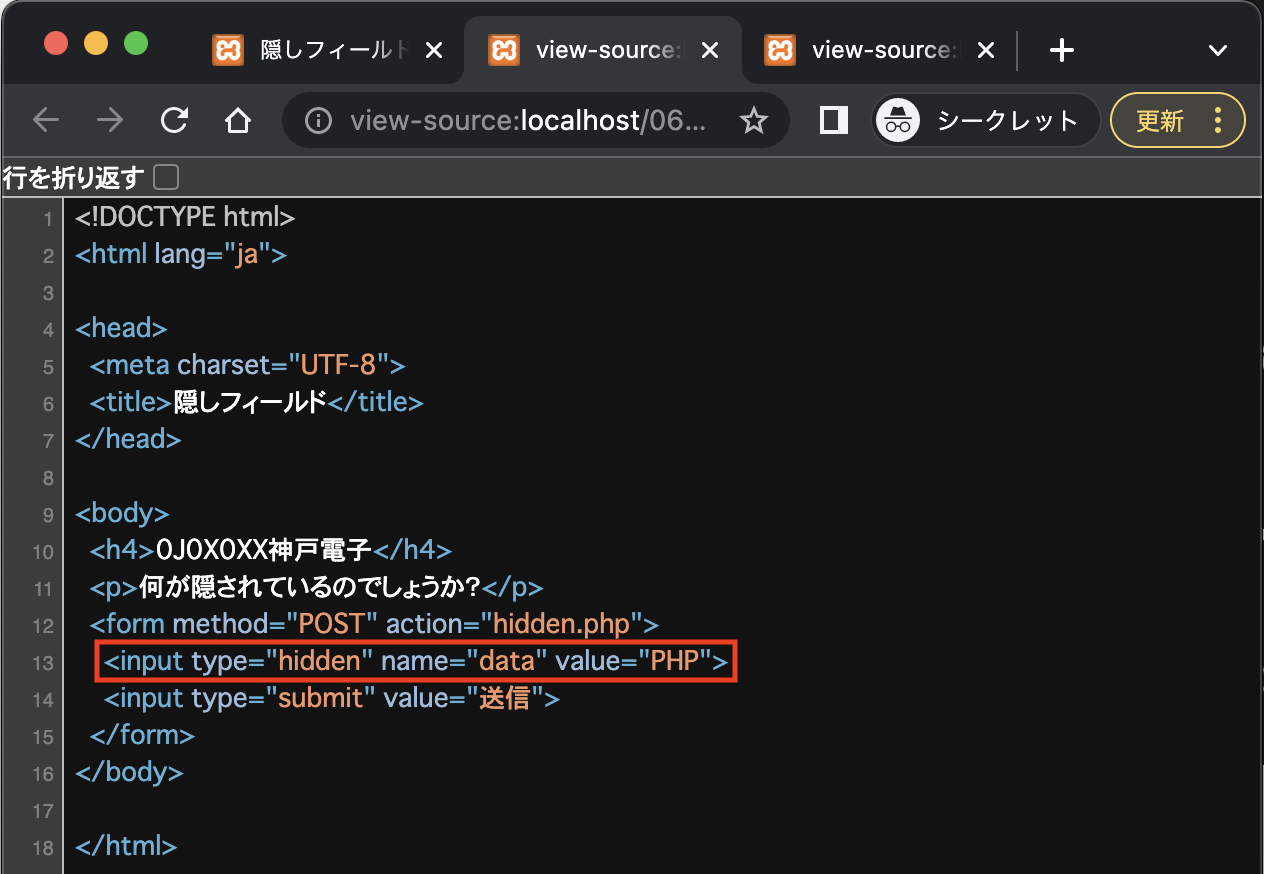 隠しフィールド
view-source:
view-source:
view-source:localhost/06...
シークレット
更新
行を折り返す
1 <!DOCTYPE html>
2 <html lang="ja">
3
4 <head>
5 <meta charset="UTF-8">
6 <title>隠しフィールド</title>
7 </head>
8
9 <body>
10 <h4>0J0X0XX神戸電子</h4>
11 <p>何が隠されているのでしょうか?</p>
12 <form method="POST" action="hidden.php">
13 <input type="hidden" name="data" value="PHP">
14 <input type="submit" value="送信">
15 </form>
16 </body>
17
18 </html>